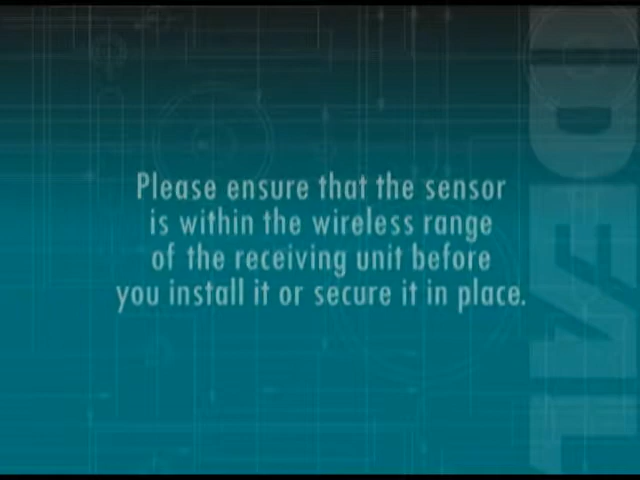 Please ensure that the sensor
is within the wireless range
of the receiving unit before
you install it or secure it in place.